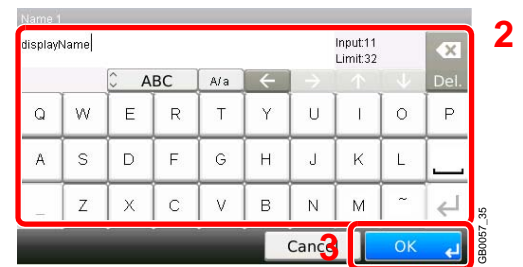 Name 1
2
displayName
Input:11
Limit:32
ABC A/a Del.
Q W E R T Y U I O P
A S D F G H J K L
_ Z X C V B N M ~
3 Cancel OK
GB0057_35